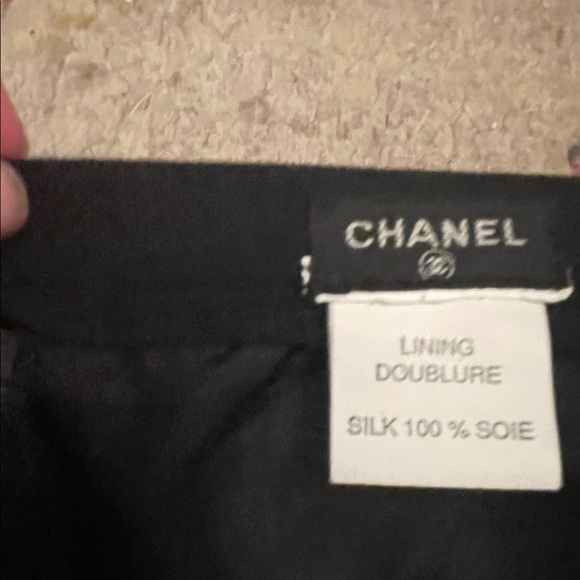 CHANEL
LINING
DOUBLURE
SILK 100 % SOIE